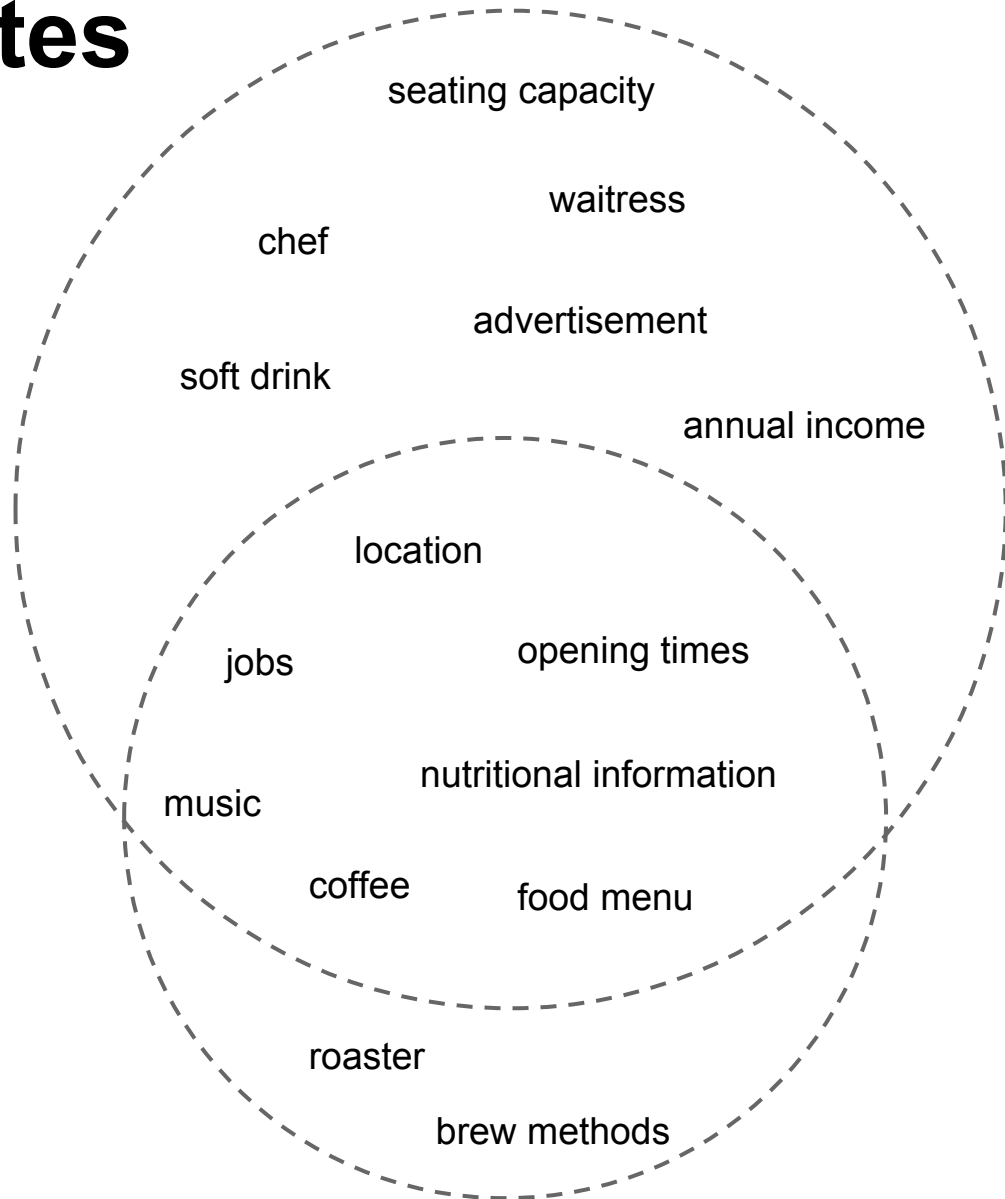 tes
seating capacity
waitress
chef
advertisement
soft drink
annual income
location
opening times
jobs
nutritional information
music
coffee
food menu
roaster
brew methods